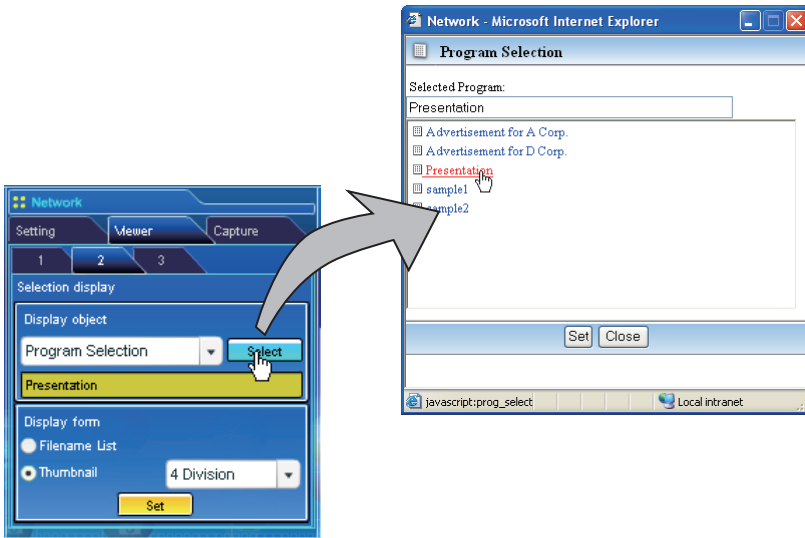 Network
Setting Viewer Capture
1 2 3
Selection display
Display object
Program Selection Select
Presentation
Display form
Filename List
Thumbnail 4 Division
Set
Network - Microsoft Internet Explorer
Program Selection
Selected Program:
Presentation
Advertisement for A Corp.
Advertisement for D Corp.
Presentation
sample1
sample2
Set Close
javascript:prog_select Local intranet